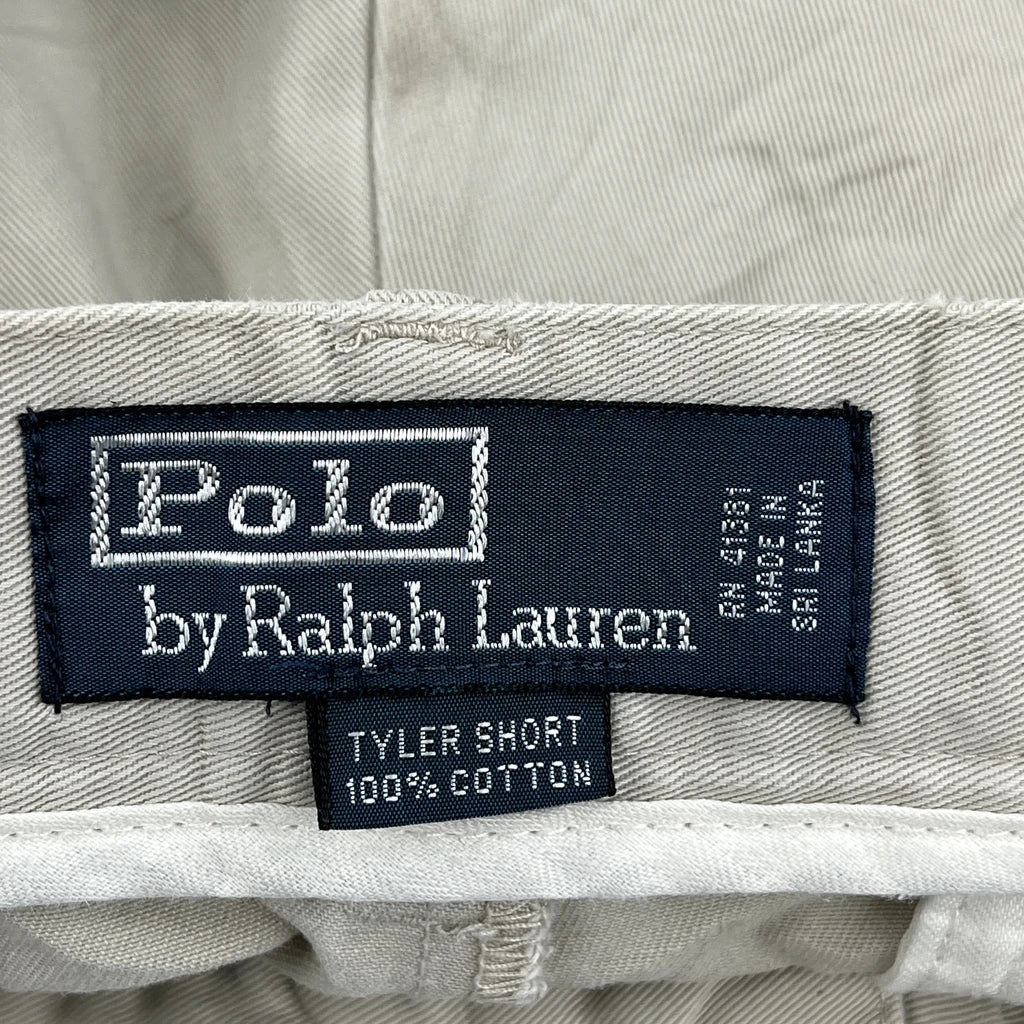 Polo
by Ralph Lauren
RN 41381
MADE IN
SRI LANKA
TYLER SHORT
100% COTTON